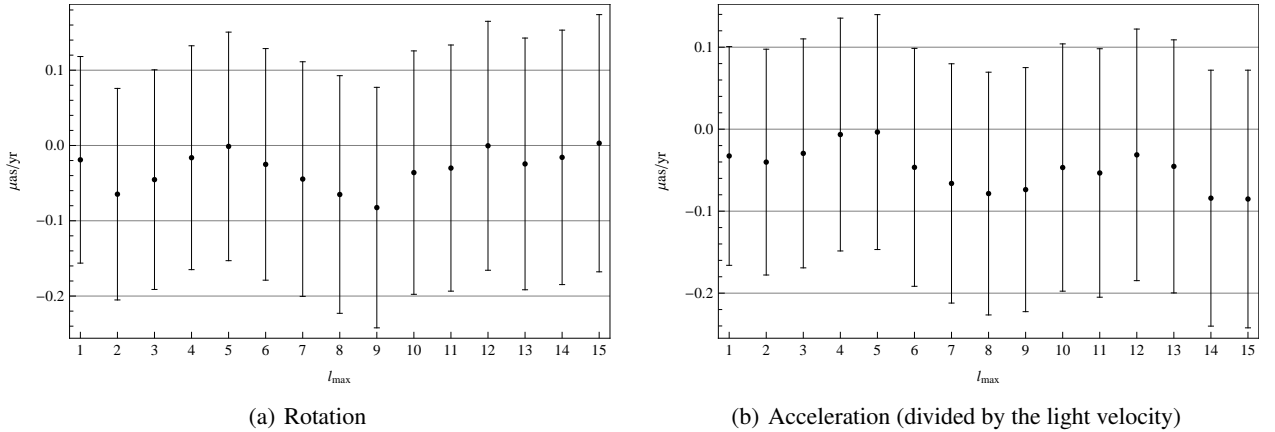 0.1
0.0
−0.1
−0.2
μas/yr
1 2 3 4 5 6 7 8 9 10 11 12 13 14 15
lmax
(a) Rotation
0.1
0.0
−0.1
−0.2
μas/yr
1 2 3 4 5 6 7 8 9 10 11 12 13 14 15
lmax
(b) Acceleration (divided by the light velocity)